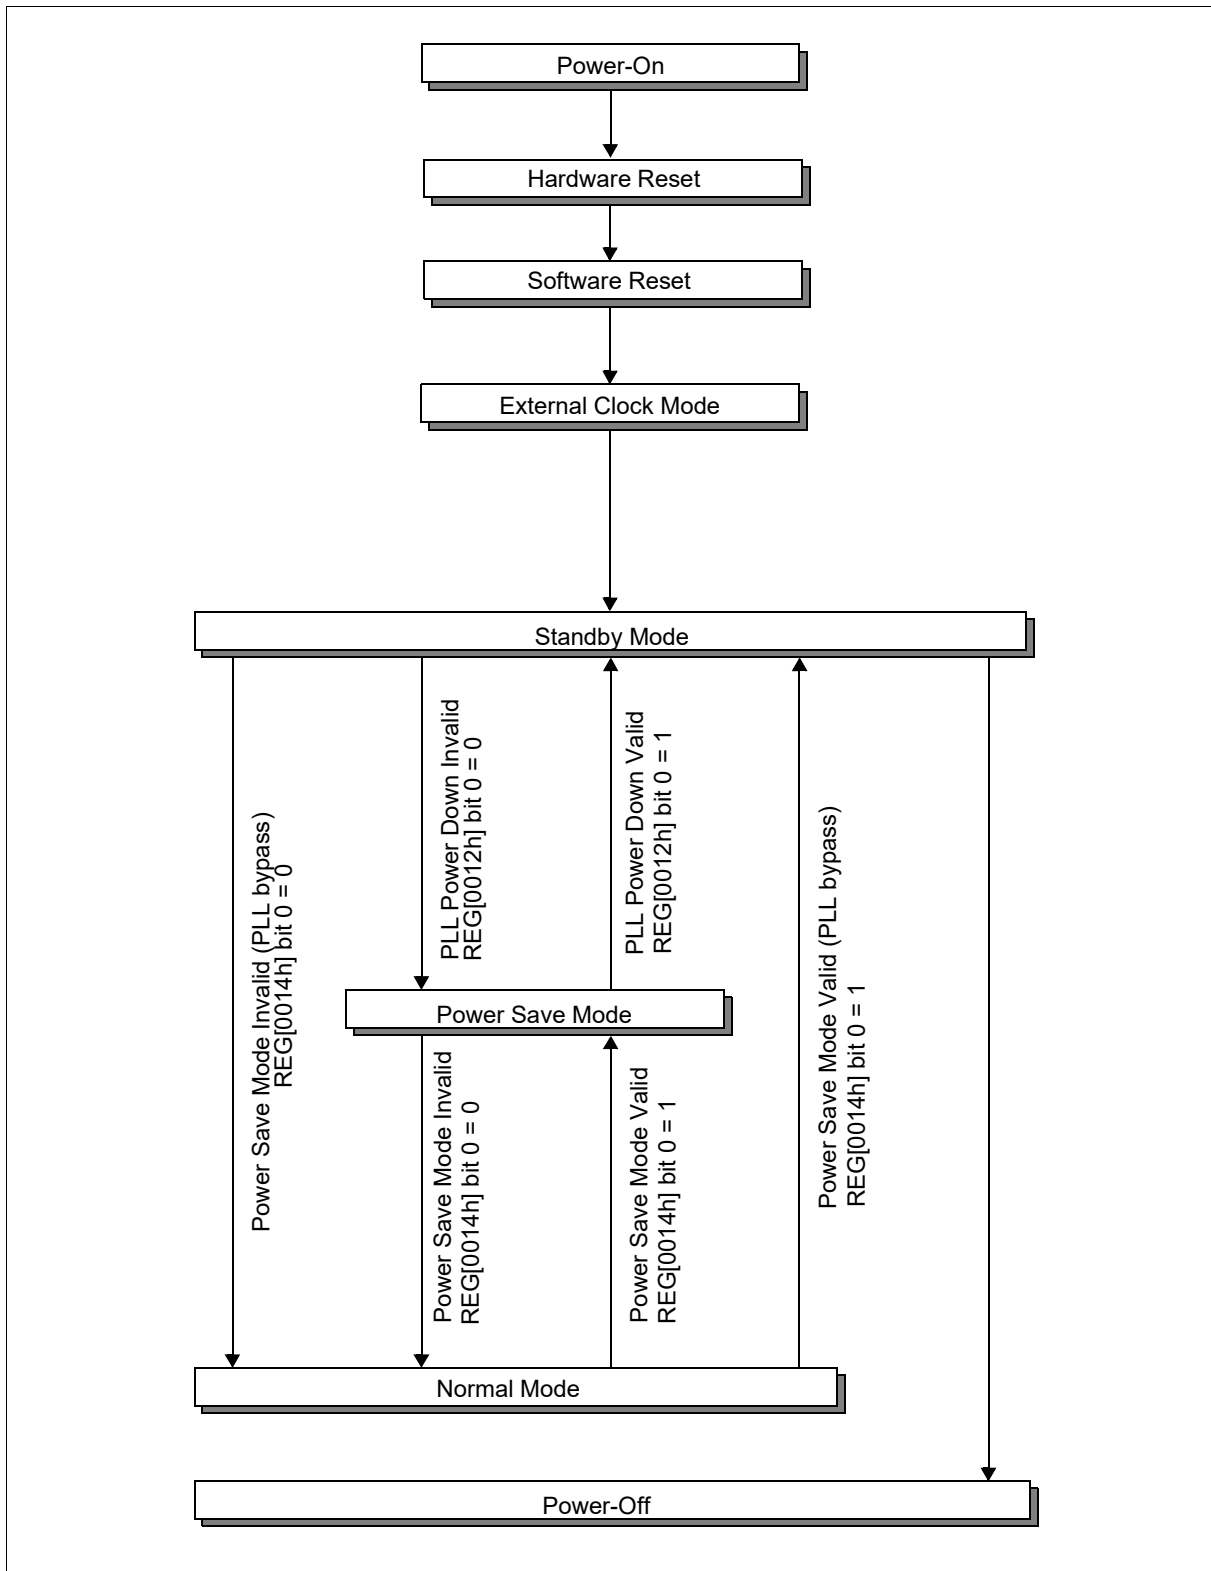 Power-On
Hardware Reset
Software Reset
External Clock Mode
Standby Mode
Power Save Mode Invalid (PLL bypass)
REG[0014h] bit 0 = 0
PLL Power Down Invalid
REG[0012h] bit 0 = 0
PLL Power Down Valid
REG[0012h] bit 0 = 1
Power Save Mode Valid (PLL bypass)
REG[0014h] bit 0 = 1
Power Save Mode
Power Save Mode Invalid
REG[0014h] bit 0 = 0
Power Save Mode Valid
REG[0014h] bit 0 = 1
Normal Mode
Power-Off